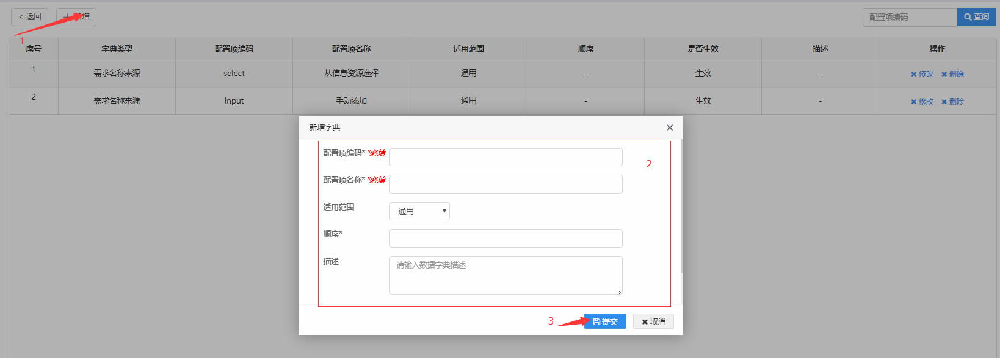 < 返回 新增 配置项编码 查询
1
序号 字典类型 配置项编码 配置项名称 适用范围 顺序 是否生效 描述 操作
1 需求名称来源 select 从信息资源选择 通用 - 生效 - 修改 删除
2 需求名称来源 input 手动添加 通用 - 生效 - 修改 删除
新增字典
配置项编码* *必填
2
配置项名称* *必填
适用范围 通用
顺序*
描述 请输入数据字典描述
3 提交 取消